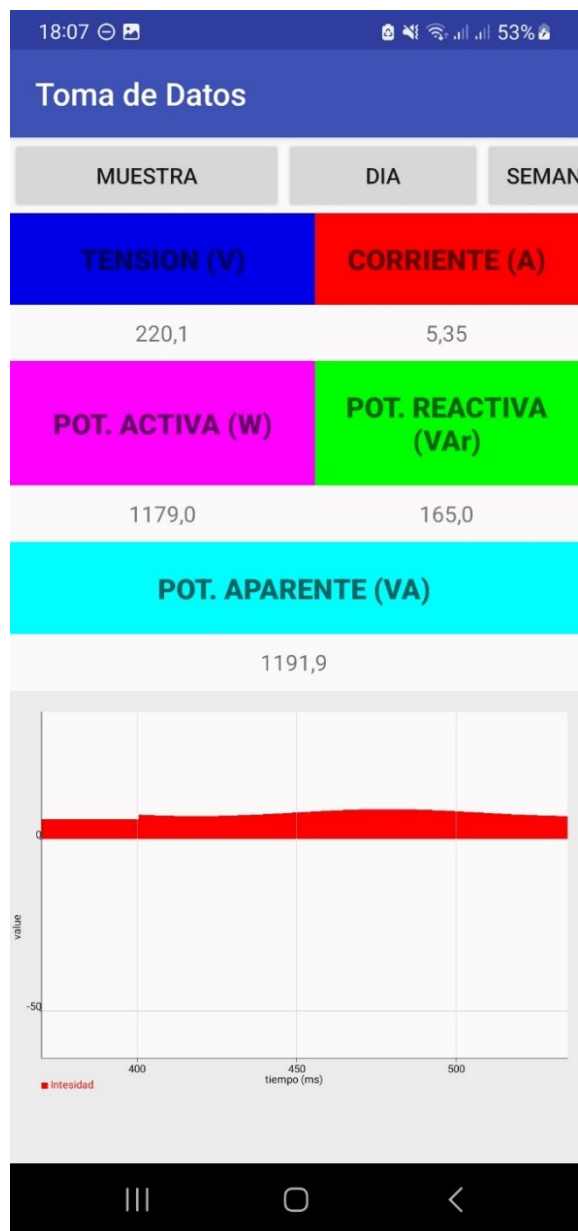 18:07 53%
Toma de Datos
MUESTRA DIA SEMAN
TENSION (V) CORRIENTE (A)
220,1 5,35
POT. ACTIVA (W) POT. REACTIVA
(VAr)
1179,0 165,0
POT. APARENTE (VA)
1191,9
0
value
-50
400 450 500
tiempo (ms)
Intesidad